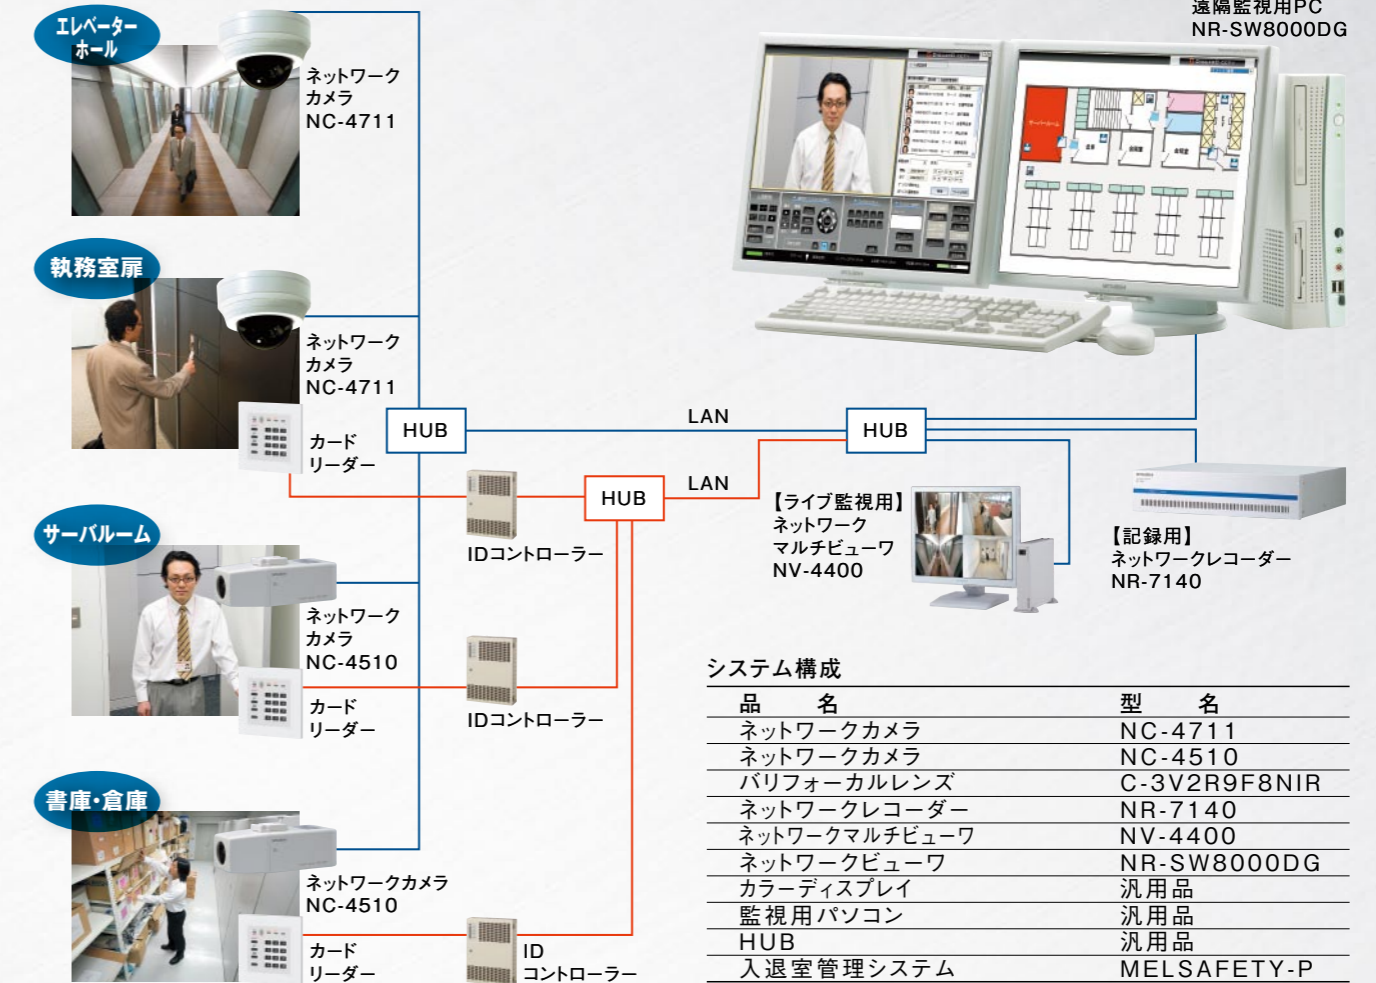 エレベーター
ホール
ネットワーク
カメラ
NC-4711
遠隔監視用PC
NR-SW8000DG
執務室扉
ネットワーク
カメラ
NC-4711
カード
リーダー
HUB
LAN
HUB
IDコントローラー
HUB
LAN
サーバルーム
ネットワーク
カメラ
NC-4510
カード
リーダー
IDコントローラー
【ライブ監視用】
ネットワーク
マルチビューワ
NV-4400
【記録用】
ネットワークレコーダー
NR-7140
書庫・倉庫
ネットワークカメラ
NC-4510
カード
リーダー
ID
コントローラー
システム構成
品　名　型　名
ネットワークカメラ　NC-4711
ネットワークカメラ　NC-4510
バリフォーカルレンズ　C-3V2R9F8NIR
ネットワークレコーダー　NR-7140
ネットワークマルチビューワ　NV-4400
ネットワークビューワ　NR-SW8000DG
カラーディスプレイ　汎用品
監視用パソコン　汎用品
HUB　汎用品
入退室管理システム　MELSAFETY-P